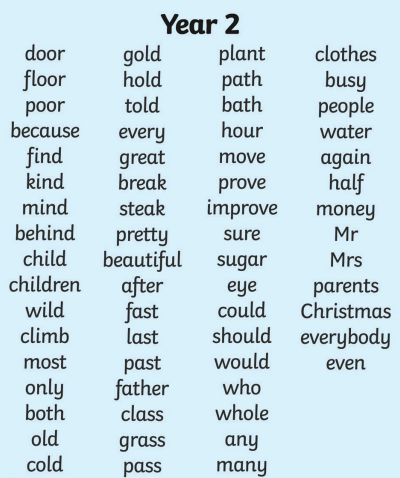 Year 2
door gold plant clothes
floor hold path busy
poor told bath people
because every hour water
find great move again
kind break prove half
mind steak improve money
behind pretty sure Mr
child beautiful sugar Mrs
children after eye parents
wild fast could Christmas
climb last should everybody
most past would even
only father who
both class whole
old grass any
cold pass many